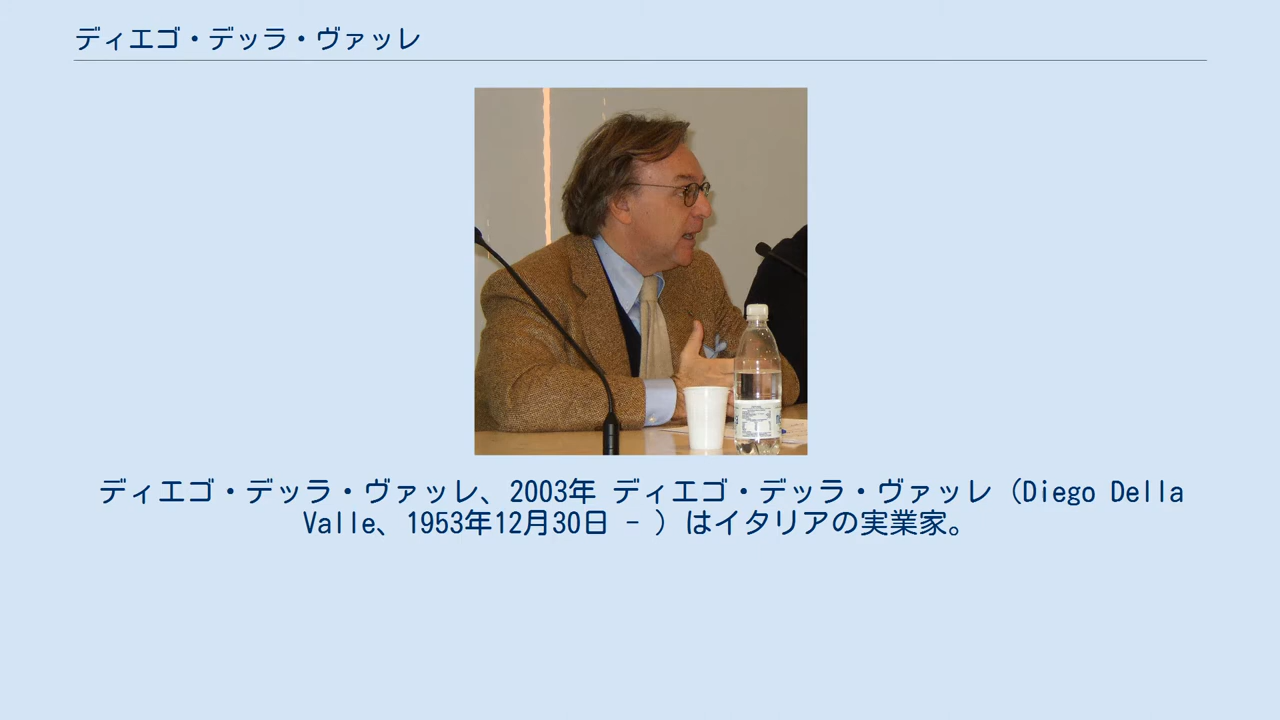 ディエゴ・デッラ・ヴァッレ
ディエゴ・デッラ・ヴァッレ、2003年 ディエゴ・デッラ・ヴァッレ（Diego Della
Valle、1953年12月30日 - ）はイタリアの実業家。